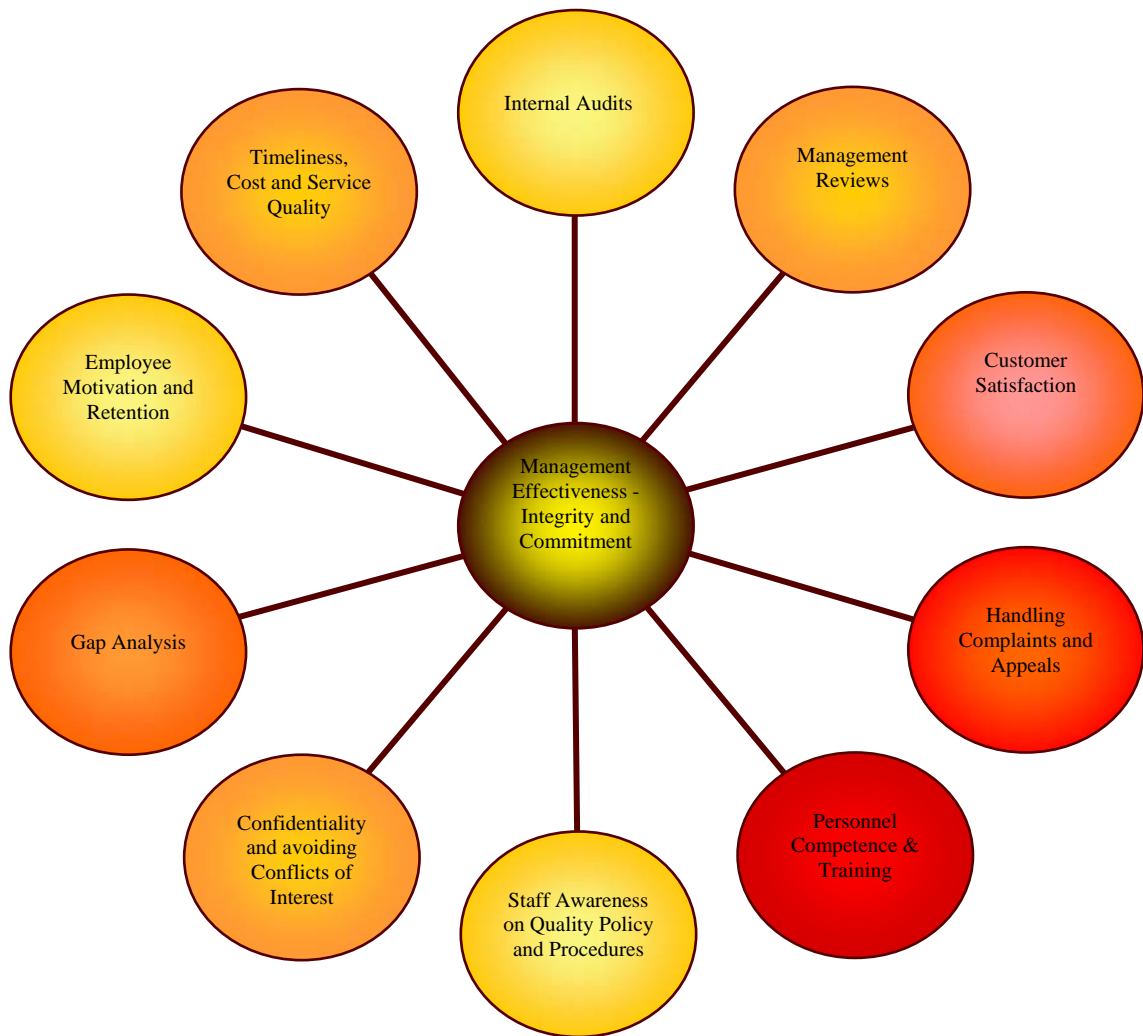 Internal Audits
Management
Reviews
Customer
Satisfaction
Handling
Complaints and
Appeals
Personnel
Competence &
Training
Staff Awareness
on Quality Policy
and Procedures
Confidentiality
and avoiding
Conflicts of
Interest
Gap Analysis
Employee
Motivation and
Retention
Timeliness,
Cost and Service
Quality
Management
Effectiveness -
Integrity and
Commitment